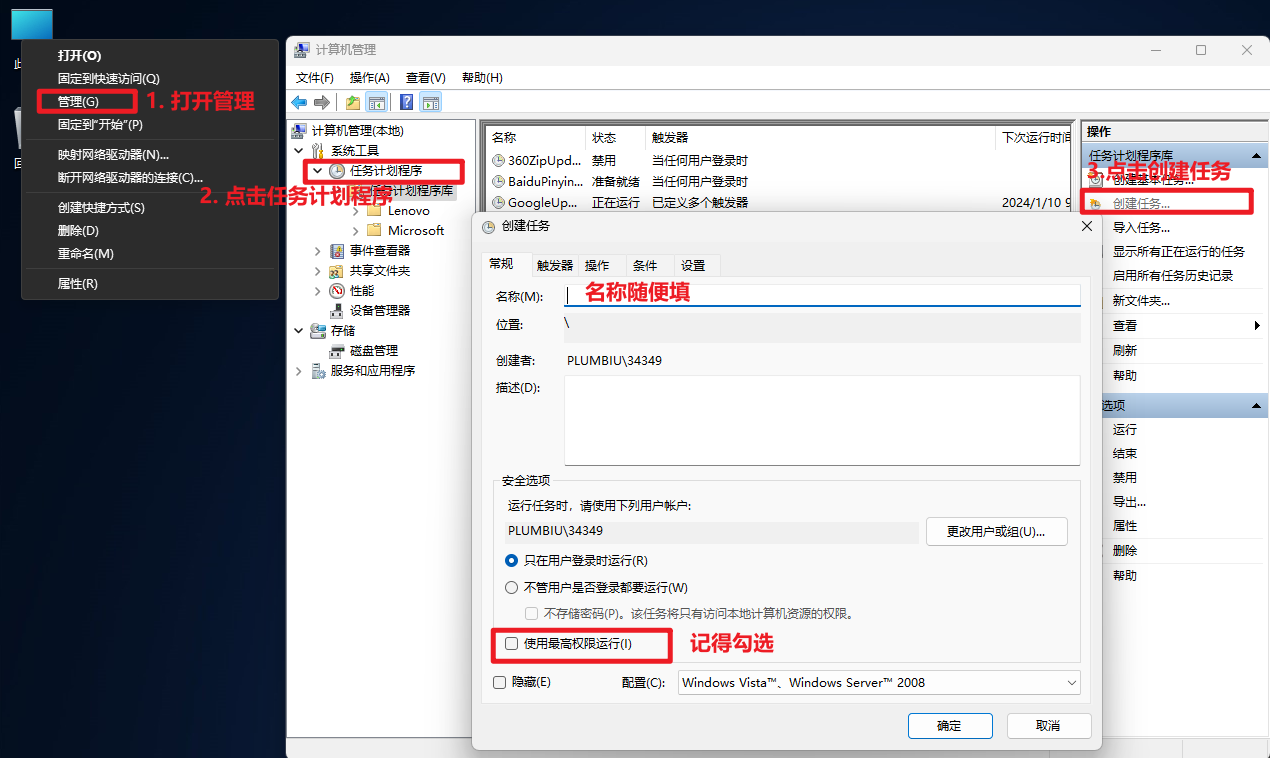 此
回
打开(O)
固定到快速访问(Q)
管理(G)
1. 打开管理
固定到"开始"(P)
映射网络驱动器(N)...
断开网络驱动器的连接(C)...
创建快捷方式(S)
删除(D)
重命名(M)
属性(R)
计算机管理
文件(F) 操作(A) 查看(V) 帮助(H)
计算机管理(本地)
系统工具
任务计划程序
任务计划程序库
2. 点击任务计划程序
Lenovo
Microsoft
事件查看器
共享文件夹
性能
设备管理器
存储
磁盘管理
服务和应用程序
名称 状态 触发器 下次运行时间
360ZipUpd... 禁用 当任何用户登录时
BaiduPinyin... 准备就绪 当任何用户登录时
GoogleUp... 正在运行 已定义多个触发器 2024/1/10 9
操作
任务计划程序库
3.点击创建任务
创建基本任务...
创建任务...
导入任务...
显示所有正在运行的任务
启用所有任务历史记录
新文件夹...
查看
刷新
帮助
选项
运行
结束
禁用
导出...
属性
删除
帮助
创建任务
常规 触发器 操作 条件 设置
名称(M): 名称随便填
位置: \
创建者: PLUMBIU\34349
描述(D):
安全选项
运行任务时，请使用下列用户帐户:
PLUMBIU\34349 更改用户或组(U)...
只在用户登录时运行(R)
不管用户是否登录都要运行(W)
不存储密码(P)。该任务将只有访问本地计算机资源的权限。
使用最高权限运行(I) 记得勾选
隐藏(E) 配置(C): Windows Vista™、Windows Server™ 2008
确定 取消